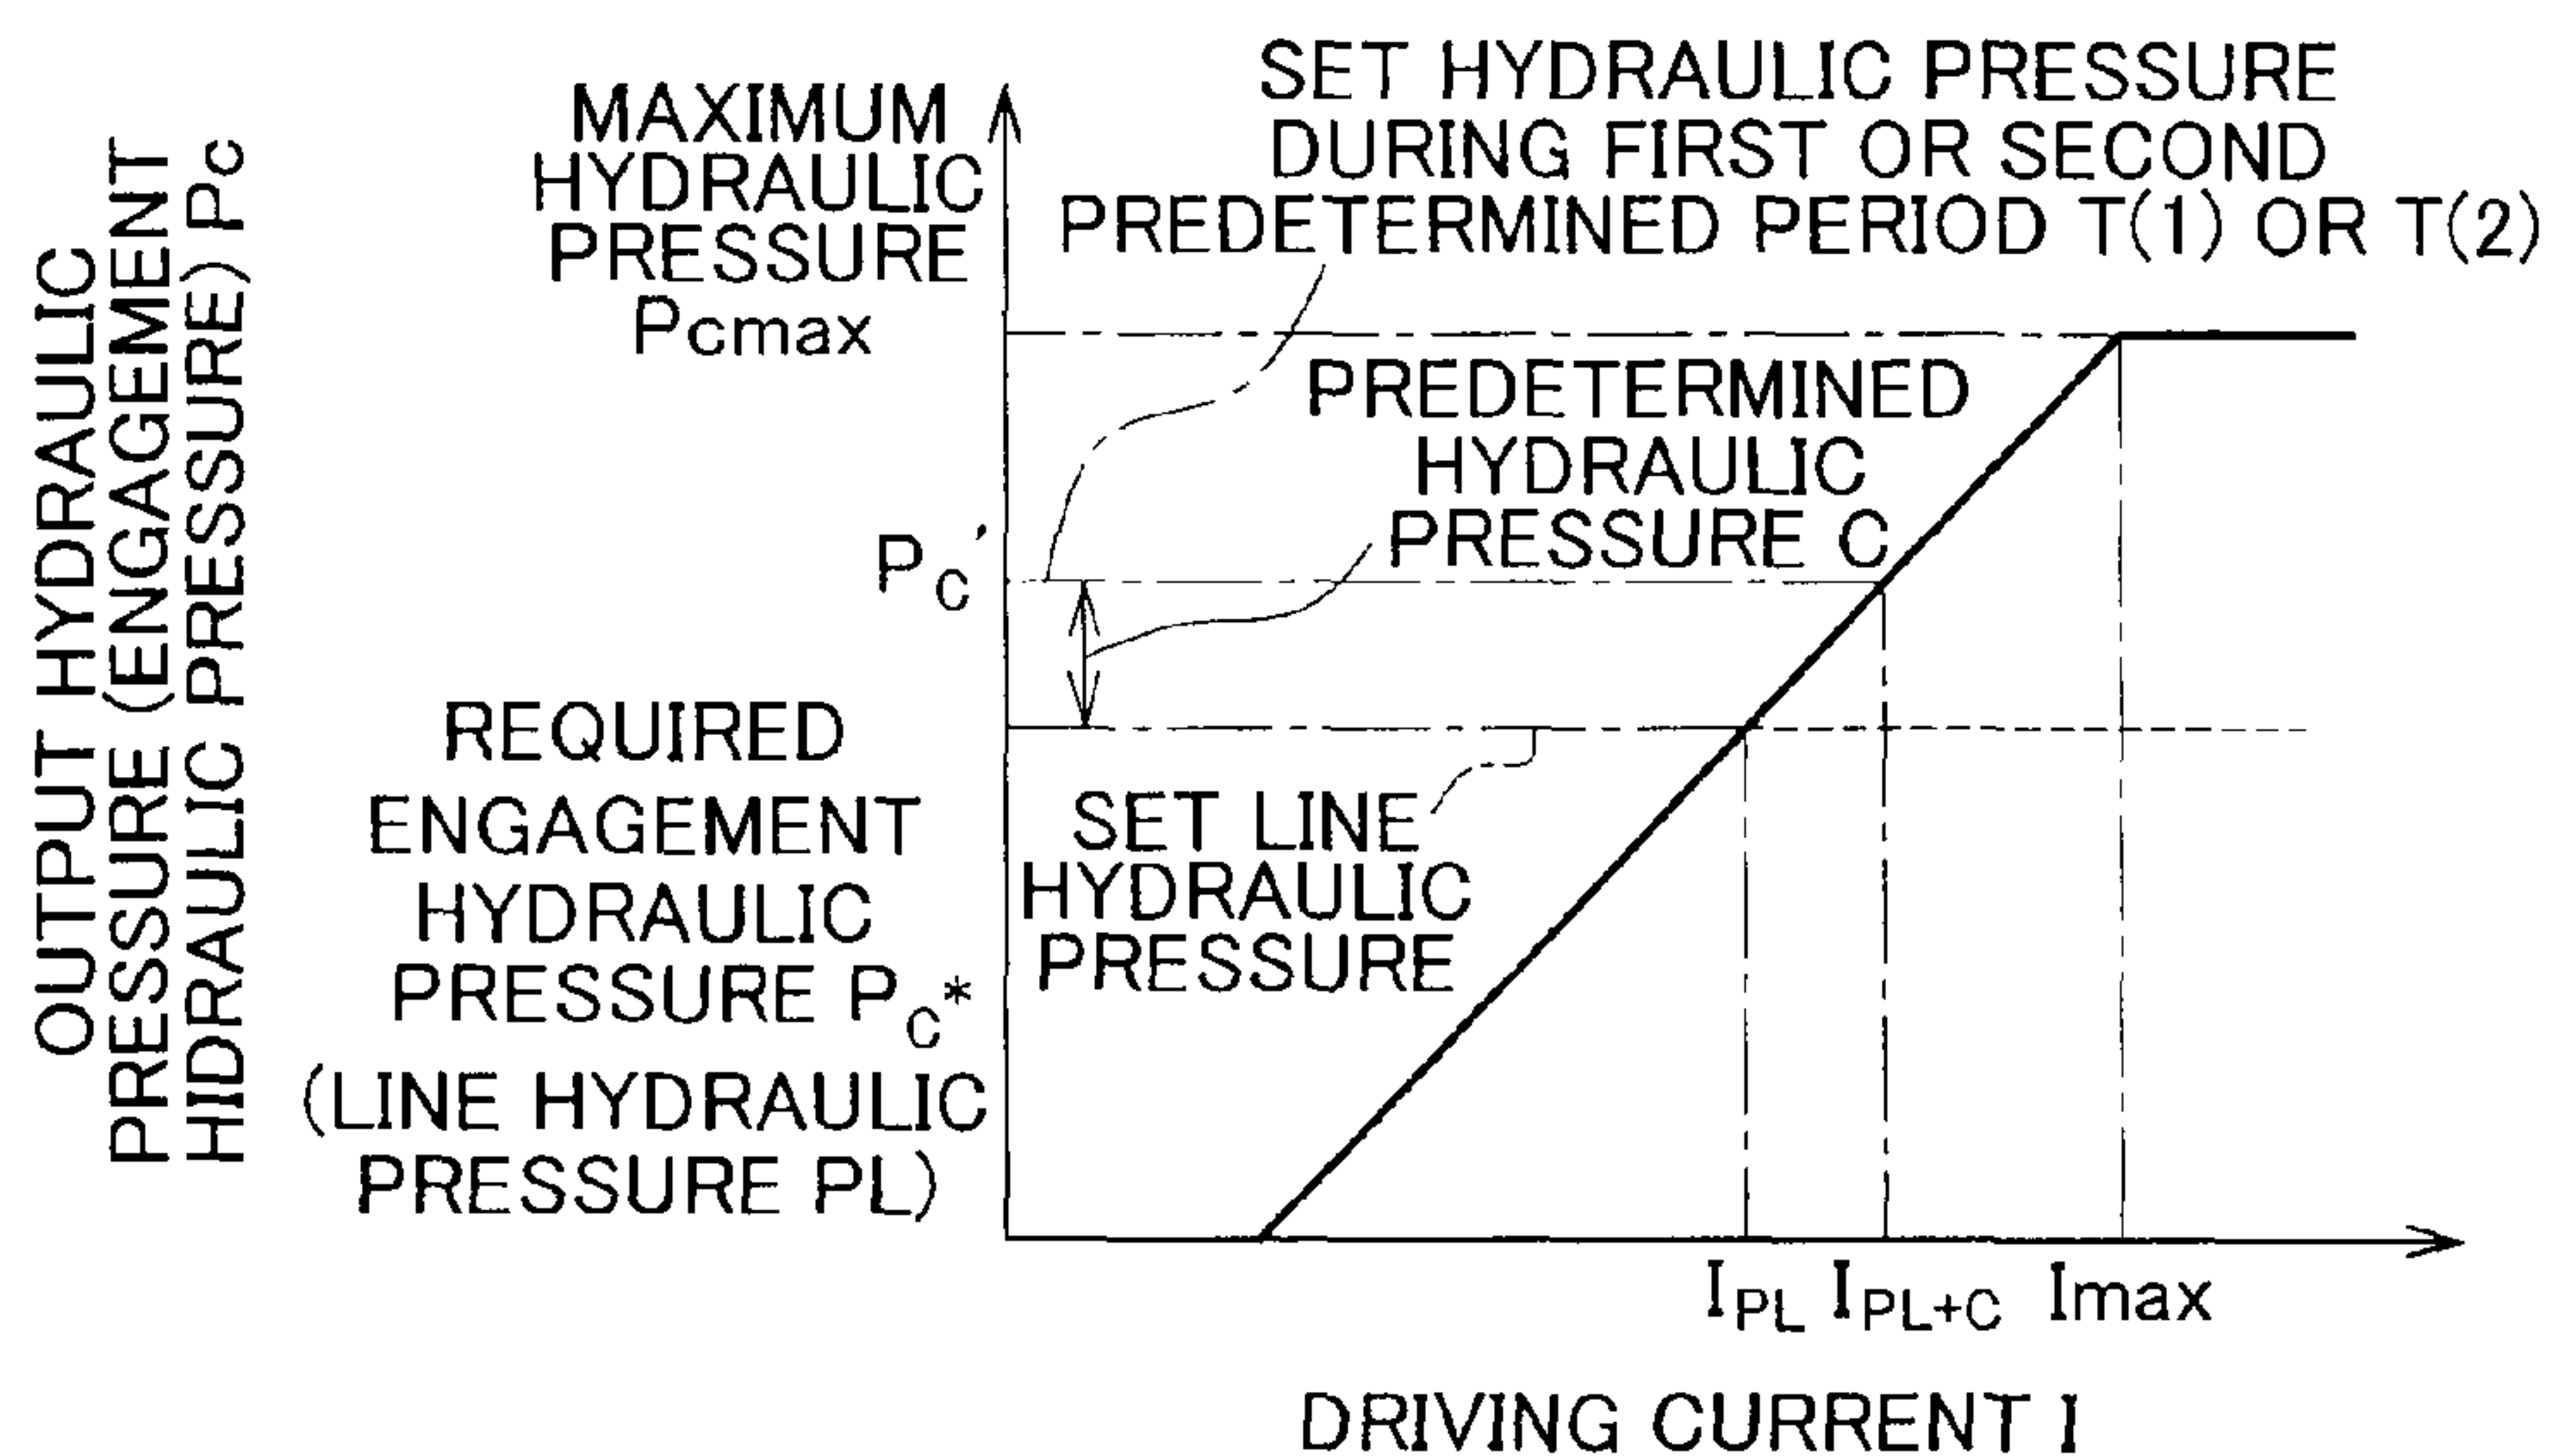 OUTPUT HYDRAULIC
PRESSURE (ENGAGEMENT
HIDRAULIC PRESSURE) Pc
MAXIMUM
HYDRAULIC
PRESSURE
Pcmax
SET HYDRAULIC PRESSURE
DURING FIRST OR SECOND
PREDETERMINED PERIOD T(1) OR T(2)
PREDETERMINED
HYDRAULIC
PRESSURE C
PC′
REQUIRED
ENGAGEMENT
HYDRAULIC
PRESSURE PC*
(LINE HYDRAULIC
PRESSURE PL)
SET LINE
HYDRAULIC
PRESSURE
IPL IPL+C Imax
DRIVING CURRENT I